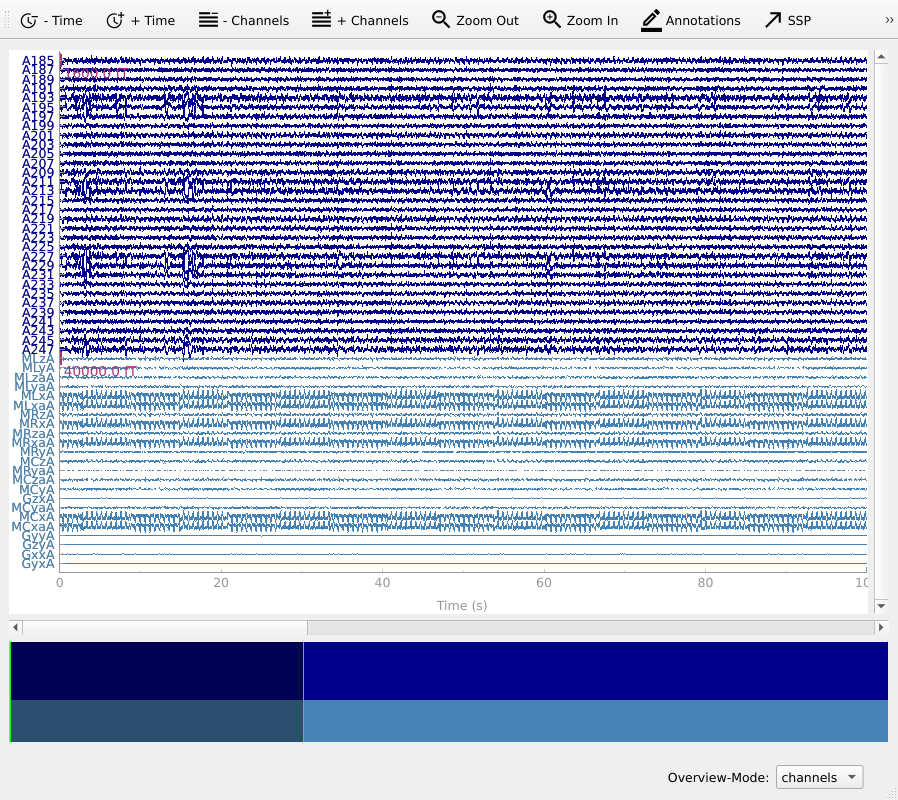 - Time + Time - Channels + Channels Zoom Out Zoom In Annotations SSP »
A185
1600.0 fT
A187
A189
A191
A193
A195
A197
A199
A201
A203
A205
A207
A209
A211
A213
A215
A217
A219
A221
A223
A225
A227
A229
A231
A233
A235
A237
A239
A241
A243
A245
A247
MLzA
40000.0 fT
MLyA
MLzaA
MLyaA
MLxA
MLxaA
MRzA
MRxA
MRzaA
MRxaA
MRyA
MCzA
MRyaA
MCzaA
MCyA
GzxA
MCyaA
MCxA
MCxaA
GyyA
GzyA
GxxA
GyxA
0 20 40 60 80 10
Time (s)
Overview-Mode: channels